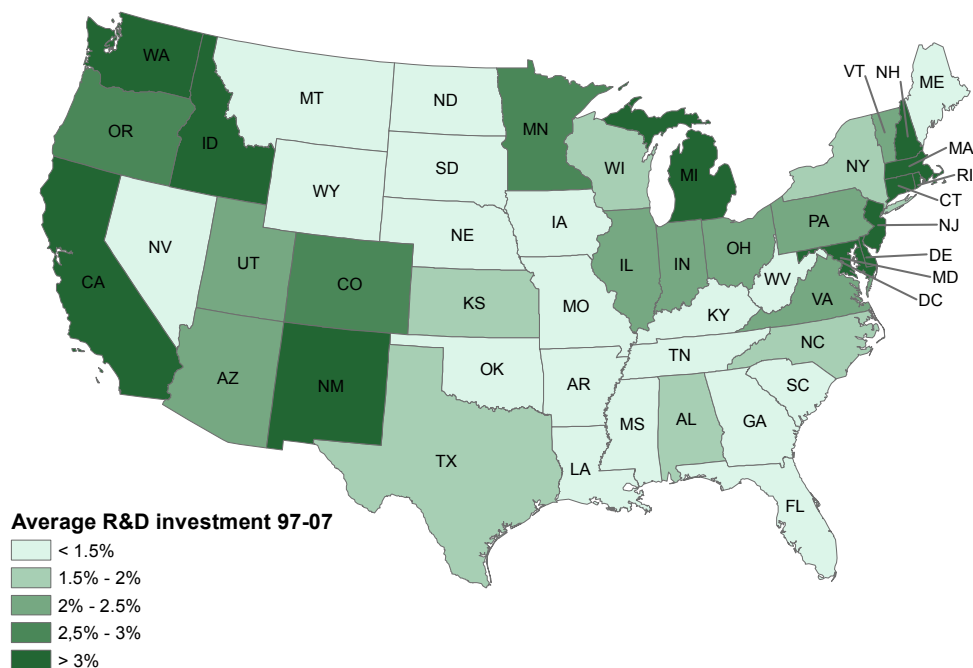 WA
MT
ND
MN
VT
NH
ME
OR
ID
SD
WI
MI
NY
MA
RI
WY
CT
IA
PA
NJ
NV
NE
OH
DE
UT
IL
IN
MD
CO
WV
DC
CA
KS
MO
KY
VA
NC
TN
AZ
NM
OK
AR
SC
MS
AL
GA
TX
LA
FL
Average R&D investment 97-07
< 1.5%
1.5% - 2%
2% - 2.5%
2,5% - 3%
> 3%